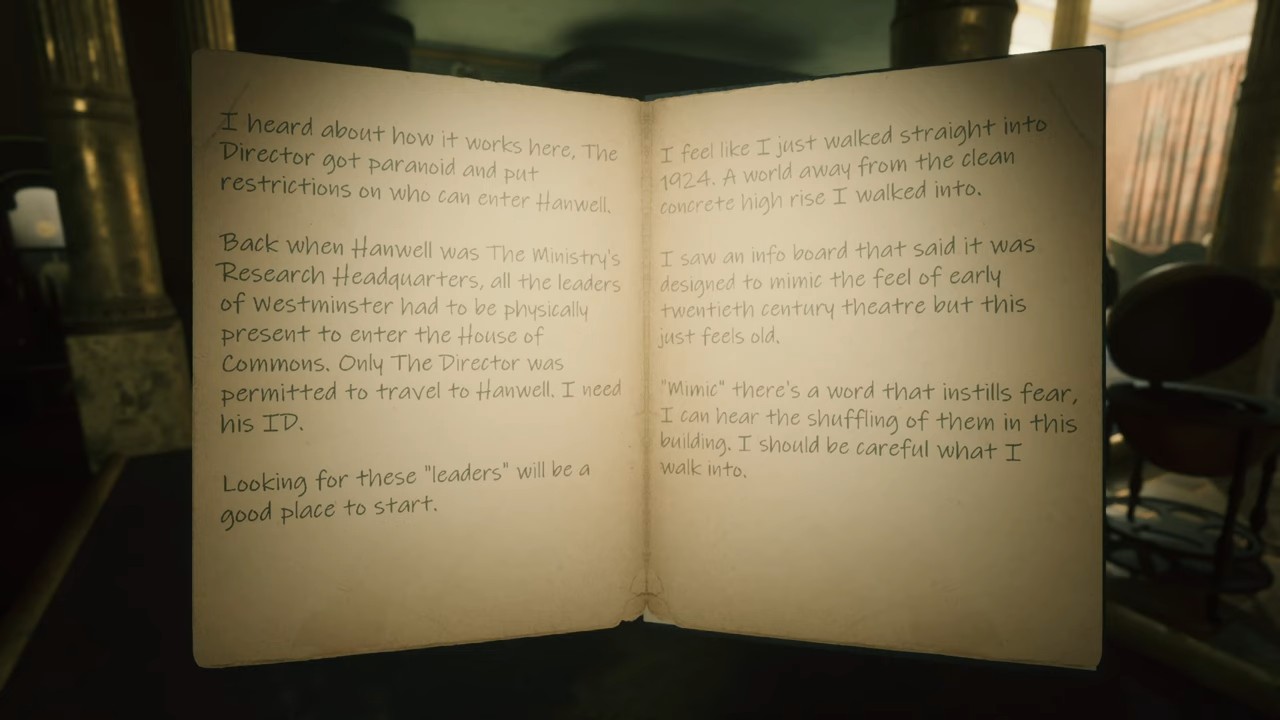 I heard about how it works here, The
Director got paranoid and put
restrictions on who can enter Hanwell.
Back when Hanwell was The Ministry's
Research Headquarters, all the leaders
of Westminster had to be physically
present to enter the House of
Commons. Only The Director was
permitted to travel to Hanwell. I need
his ID.
Looking for these "leaders" will be a
good place to start.
I feel like I just walked straight into
1924. A world away from the clean
concrete high rise I walked into.
I saw an info board that said it was
designed to mimic the feel of early
twentieth century theatre but this
just feels old.
"Mimic" there's a word that instills fear,
I can hear the shuffling of them in this
building. I should be careful what I
walk into.